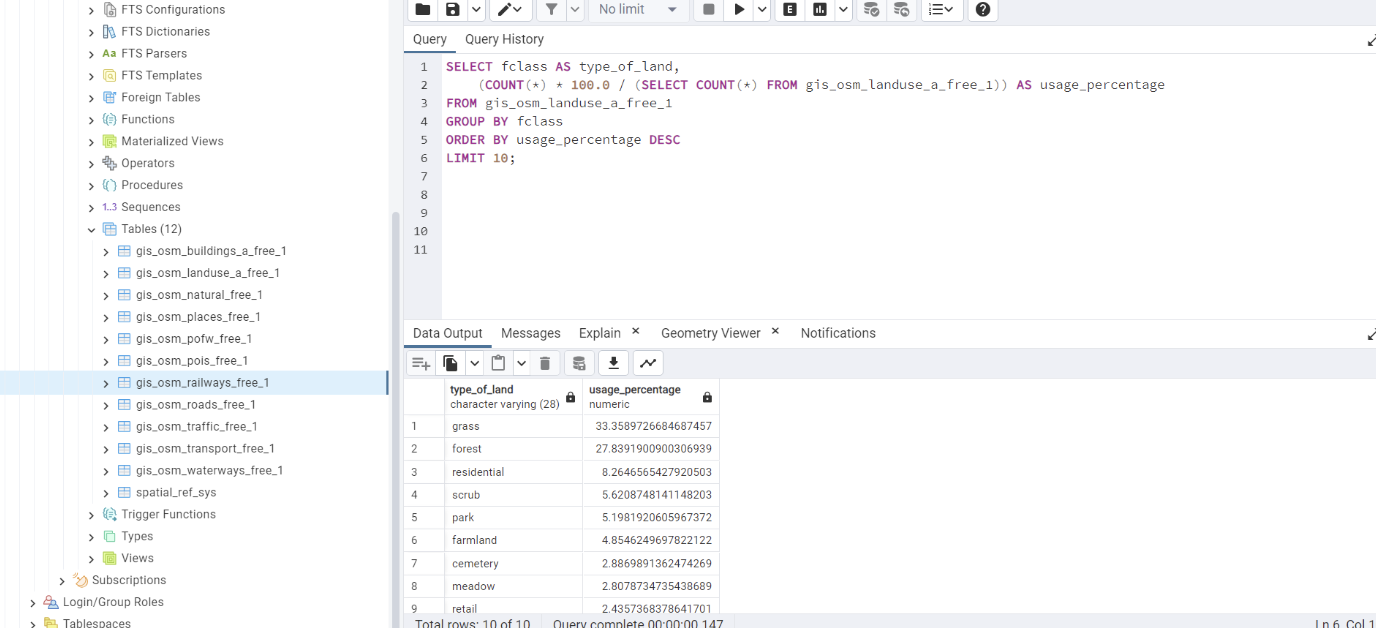 FTS Configurations
FTS Dictionaries
Aa FTS Parsers
FTS Templates
Foreign Tables
Functions
Materialized Views
Operators
Procedures
1..3 Sequences
Tables (12)
gis_osm_buildings_a_free_1
gis_osm_landuse_a_free_1
gis_osm_natural_free_1
gis_osm_places_free_1
gis_osm_pofw_free_1
gis_osm_pois_free_1
gis_osm_railways_free_1
gis_osm_roads_free_1
gis_osm_traffic_free_1
gis_osm_transport_free_1
gis_osm_waterways_free_1
spatial_ref_sys
Trigger Functions
Types
Views
Subscriptions
Login/Group Roles
Tablespaces
No limit
E
Query Query History
1 SELECT fclass AS type_of_land,
2 (COUNT(*) * 100.0 / (SELECT COUNT(*) FROM gis_osm_landuse_a_free_1)) AS usage_percentage
3 FROM gis_osm_landuse_a_free_1
4 GROUP BY fclass
5 ORDER BY usage_percentage DESC
6 LIMIT 10;
7
8
9
10
11
Data Output Messages Explain × Geometry Viewer × Notifications
type_of_land usage_percentage
character varying (28) numeric
1 grass 33.3589726684687457
2 forest 27.8391900900306939
3 residential 8.2646565427920503
4 scrub 5.6208748141148203
5 park 5.1981920605967372
6 farmland 4.8546249697822122
7 cemetery 2.8869891362474269
8 meadow 2.8078734735438689
9 retail 2.4357368378641701
Total rows: 10 of 10 Query complete 00:00:00.147 Ln 6, Col 1